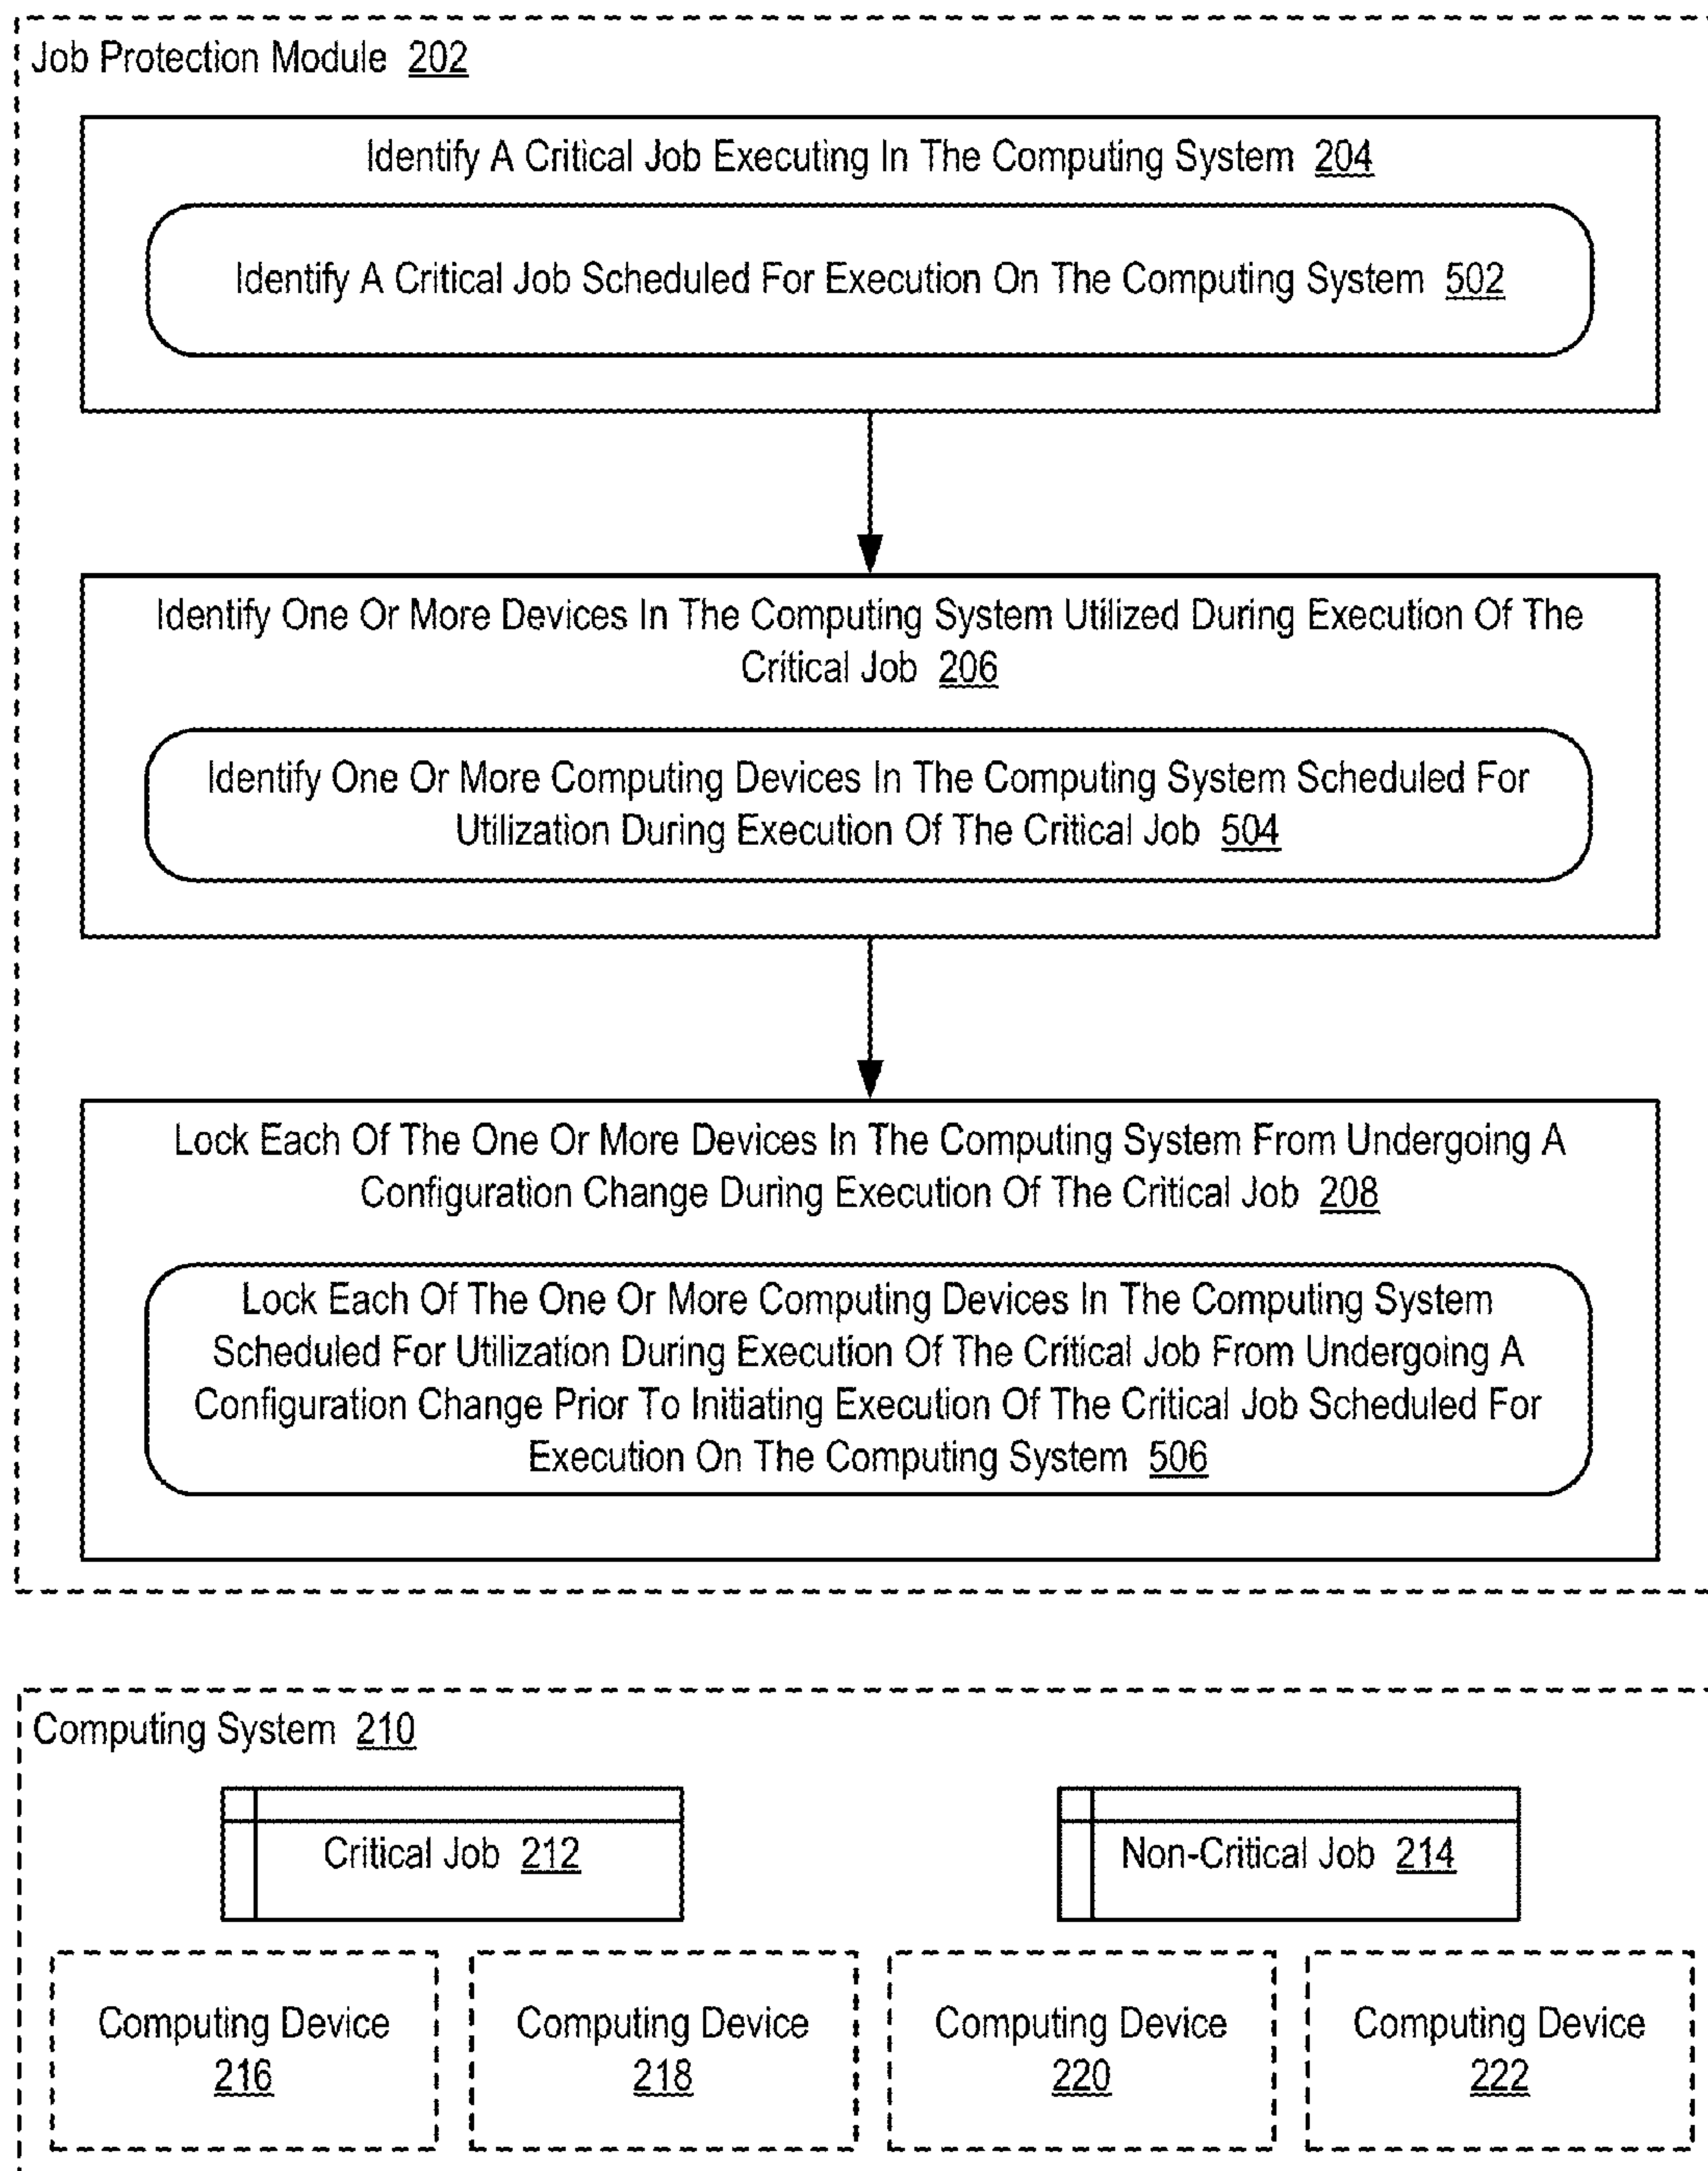 Job Protection Module 202
Identify A Critical Job Executing In The Computing System 204
Identify A Critical Job Scheduled For Execution On The Computing System 502
Identify One Or More Devices In The Computing System Utilized During Execution Of The
Critical Job 206
Identify One Or More Computing Devices In The Computing System Scheduled For
Utilization During Execution Of The Critical Job 504
Lock Each Of The One Or More Devices In The Computing System From Undergoing A
Configuration Change During Execution Of The Critical Job 208
Lock Each Of The One Or More Computing Devices In The Computing System
Scheduled For Utilization During Execution Of The Critical Job From Undergoing A
Configuration Change Prior To Initiating Execution Of The Critical Job Scheduled For
Execution On The Computing System 506
Computing System 210
Critical Job 212
Non-Critical Job 214
Computing Device
216
Computing Device
218
Computing Device
220
Computing Device
222